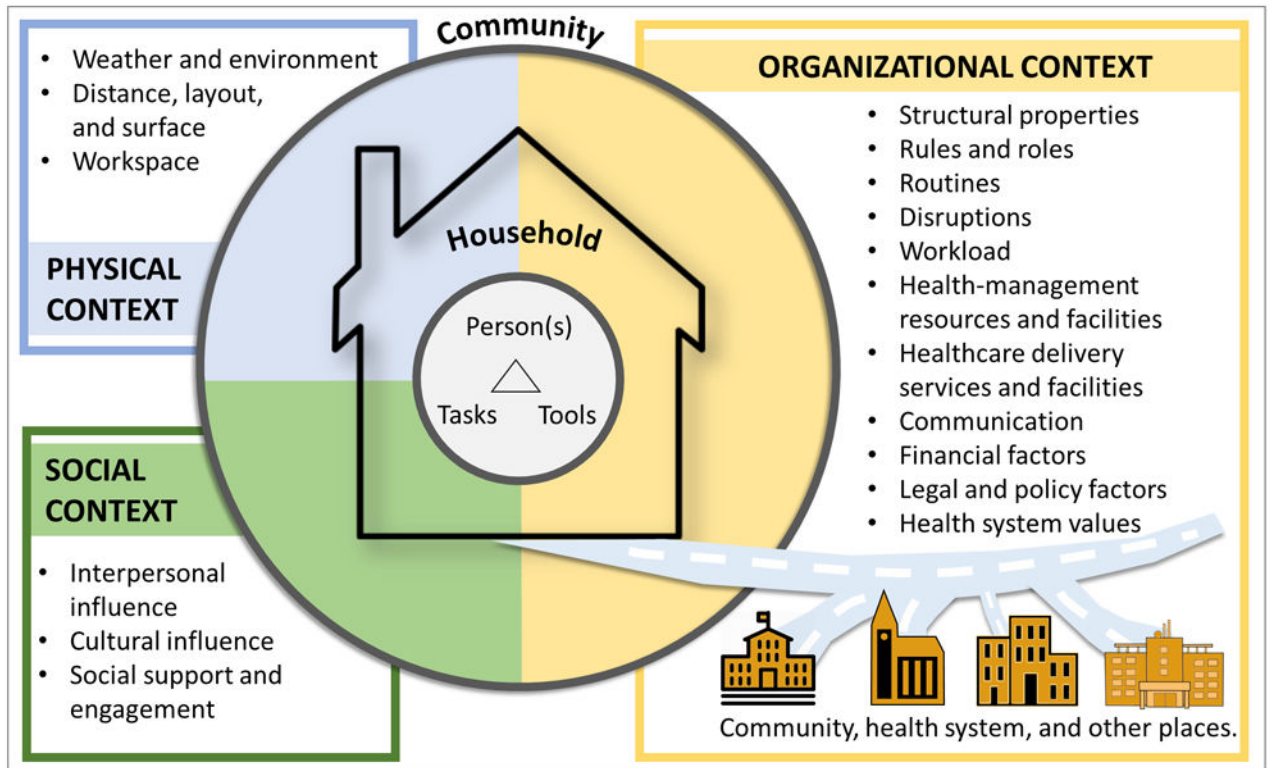 Community
• Weather and environment
• Distance, layout,
and surface
• Workspace
PHYSICAL
CONTEXT
Household
Person(s)
Tasks
Tools
SOCIAL
CONTEXT
• Interpersonal
influence
• Cultural influence
• Social support and
engagement
ORGANIZATIONAL CONTEXT
• Structural properties
• Rules and roles
• Routines
• Disruptions
• Workload
• Health-management
resources and facilities
• Healthcare delivery
services and facilities
• Communication
• Financial factors
• Legal and policy factors
• Health system values
Community, health system, and other places.